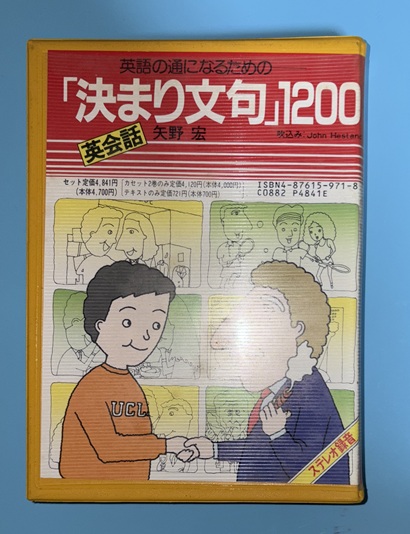 英語の通になるための
「決まり文句」1200
英会話
矢野 宏
吹込み: John
セット定価4,841円
(本体4,700円)
カセット2巻のみ定価4,120円(本体4,000円)
テキストのみ定価721円(本体700円)
ISBN4-87615-971-8
C0882 P4841E
UCL
ステレオ録音